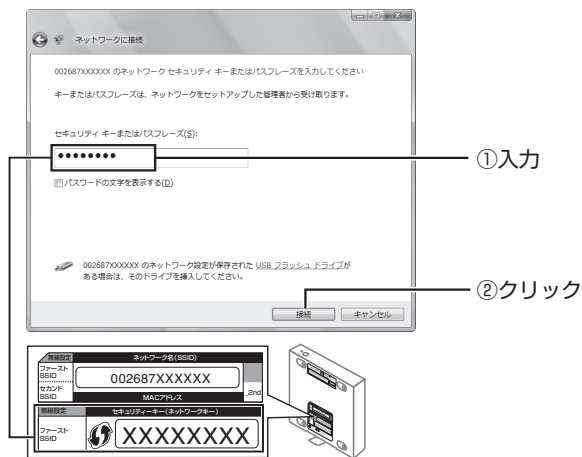 ネットワークに接続
002687XXXXXX のネットワーク セキュリティ キーまたはパスフレーズを入力してください
キーまたはパスフレーズは、ネットワークをセットアップした管理者から受け取ります。
セキュリティ キーまたはパスフレーズ(S):
●●●●●●●●
①入力
パスワードの文字を表示する(D)
002687XXXXXX のネットワーク設定が保存された USB フラッシュ ドライブが
ある場合は、そのドライブを挿入してください。
②クリック
接続 キャンセル
無線設定 ネットワーク名(SSID)
ファースト
SSID
002687XXXXXX
セカンド
SSID
_2nd
MACアドレス
無線設定 セキュリティーキー(ネットワークキー)
ファースト
SSID
XXXXXXXX